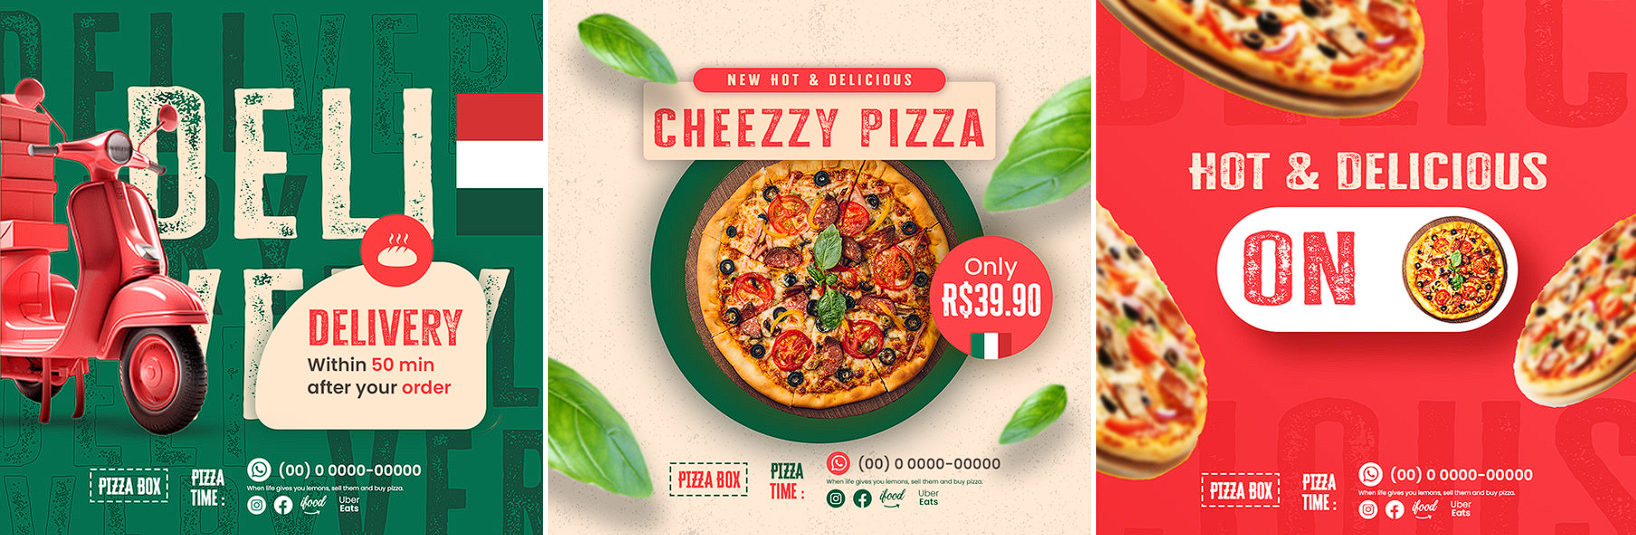 DELIVERY
DELI
VERY
DELIVERY
Within 50 min
after your order
PIZZA BOX
PIZZA
TIME :
(00) 0 0000-00000
When life gives you lemons, sell them and buy pizza.
ifood
Uber
Eats
NEW HOT & DELICIOUS
CHEEZZY PIZZA
Only
R$39.90
PIZZA BOX
PIZZA
TIME :
(00) 0 0000-00000
When life gives you lemons, sell them and buy pizza.
ifood
Uber
Eats
HOT & DELICIOUS
ON
PIZZA BOX
PIZZA
TIME :
(00) 0 0000-00000
When life gives you lemons, sell them and buy pizza.
ifood
Uber
Eats